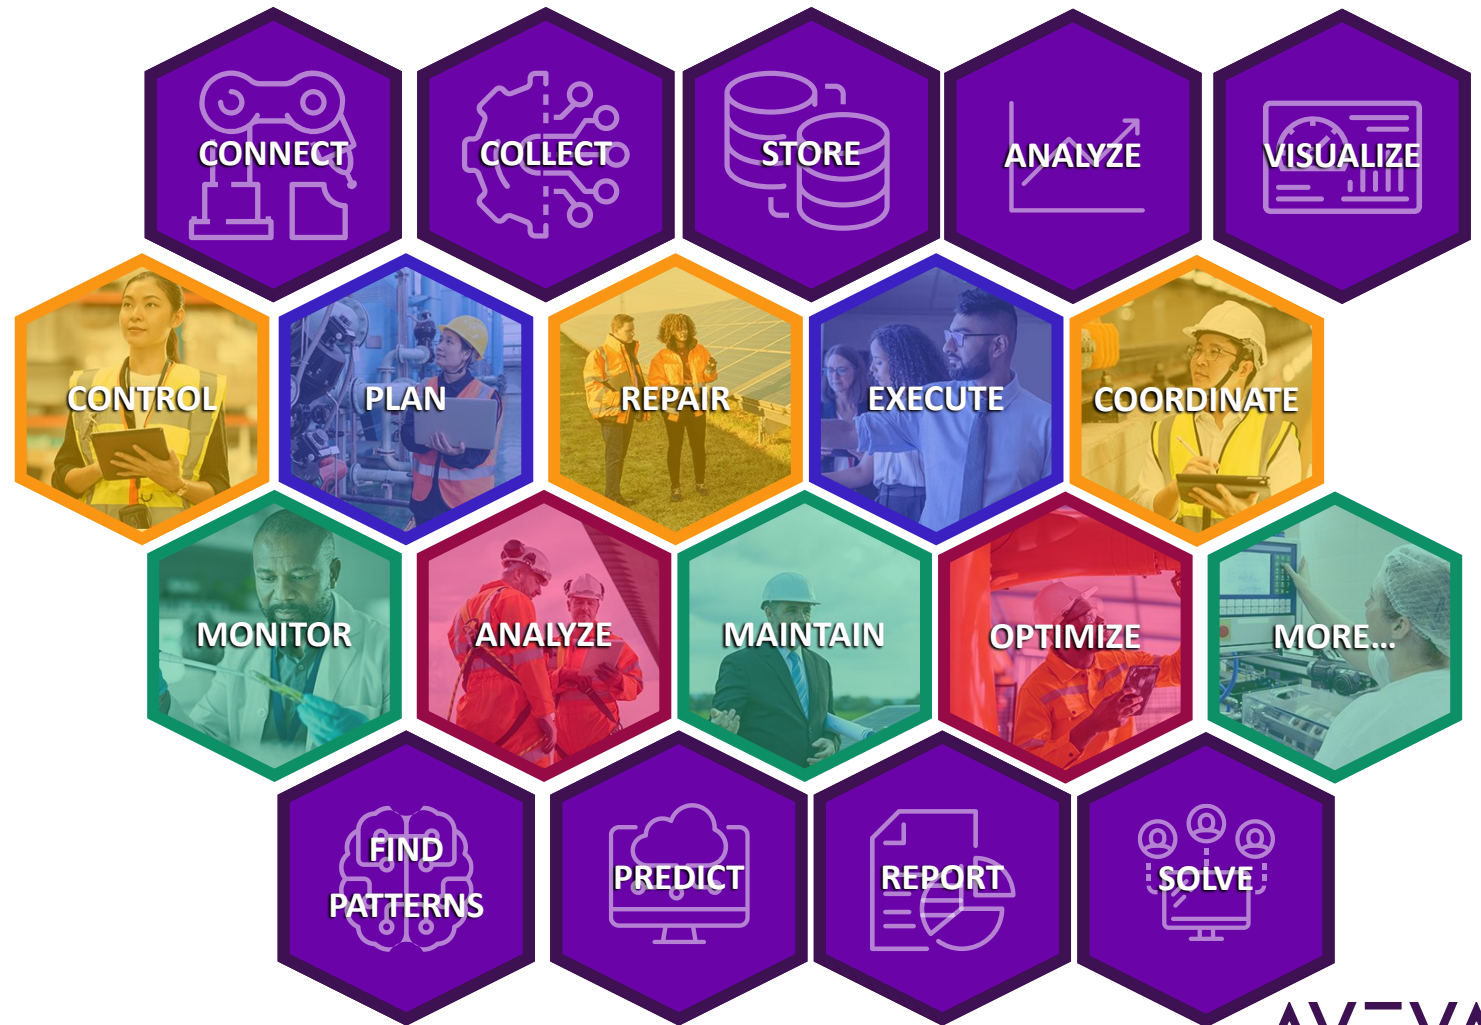 CONNECT
COLLECT
STORE
ANALYZE
VISUALIZE
CONTROL
PLAN
REPAIR
EXECUTE
COORDINATE
MONITOR
ANALYZE
MAINTAIN
OPTIMIZE
MORE...
FIND
PATTERNS
PREDICT
REPORT
SOLVE
AVEVA